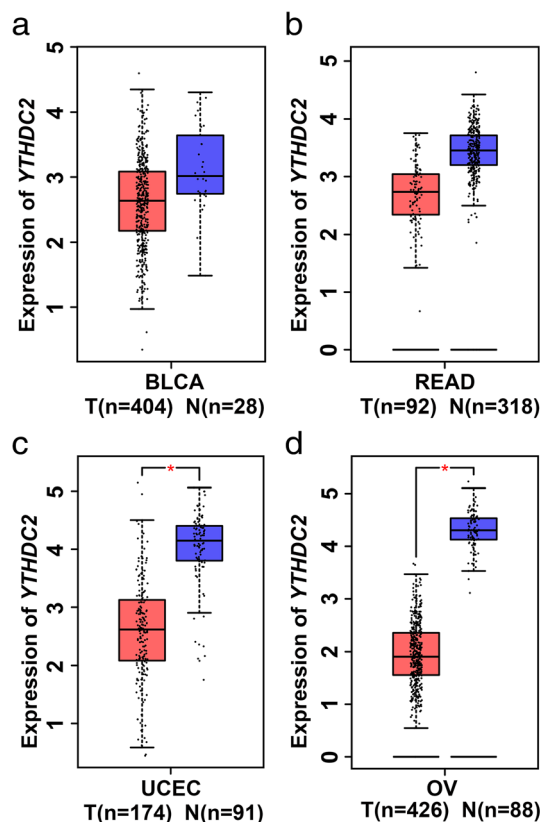 a
Expression of YTHDC2
5
4
3
2
1
BLCA
T(n=404) N(n=28)
b
Expression of YTHDC2
5
4
3
2
1
0
READ
T(n=92) N(n=318)
c
Expression of YTHDC2
5
4
3
2
1
*
UCEC
T(n=174) N(n=91)
d
Expression of YTHDC2
5
4
3
2
1
0
*
OV
T(n=426) N(n=88)